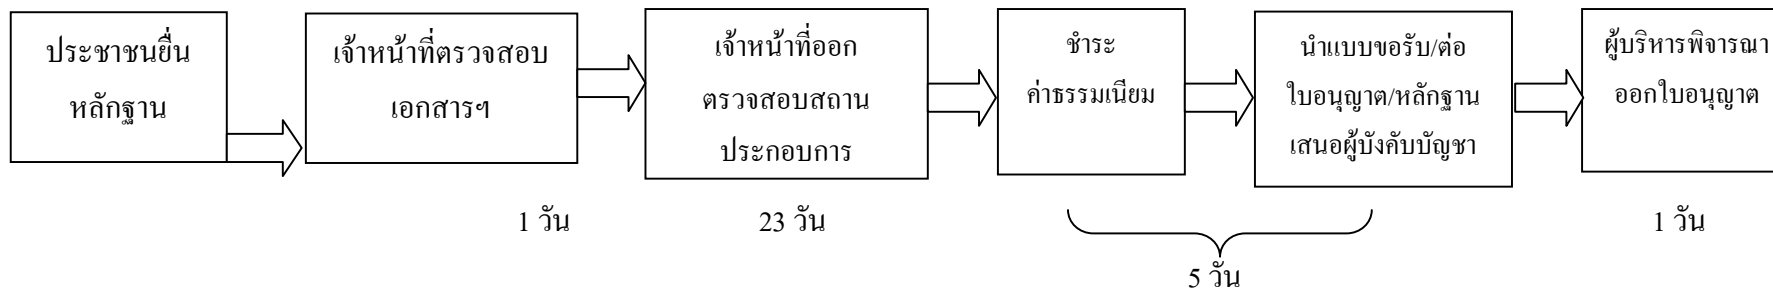 ประชาชนยื่น
หลักฐาน
เจ้าหน้าที่ตรวจสอบ
เอกสารฯ
เจ้าหน้าที่ออก
ตรวจสอบสถาน
ประกอบการ
ชำระ
ค่าธรรมเนียม
นำแบบขอรับ/ต่อ
ใบอนุญาต/หลักฐาน
เสนอผู้บังคับบัญชา
ผู้บริหารพิจารณา
ออกใบอนุญาต
1 วัน
23 วัน
5 วัน
1 วัน